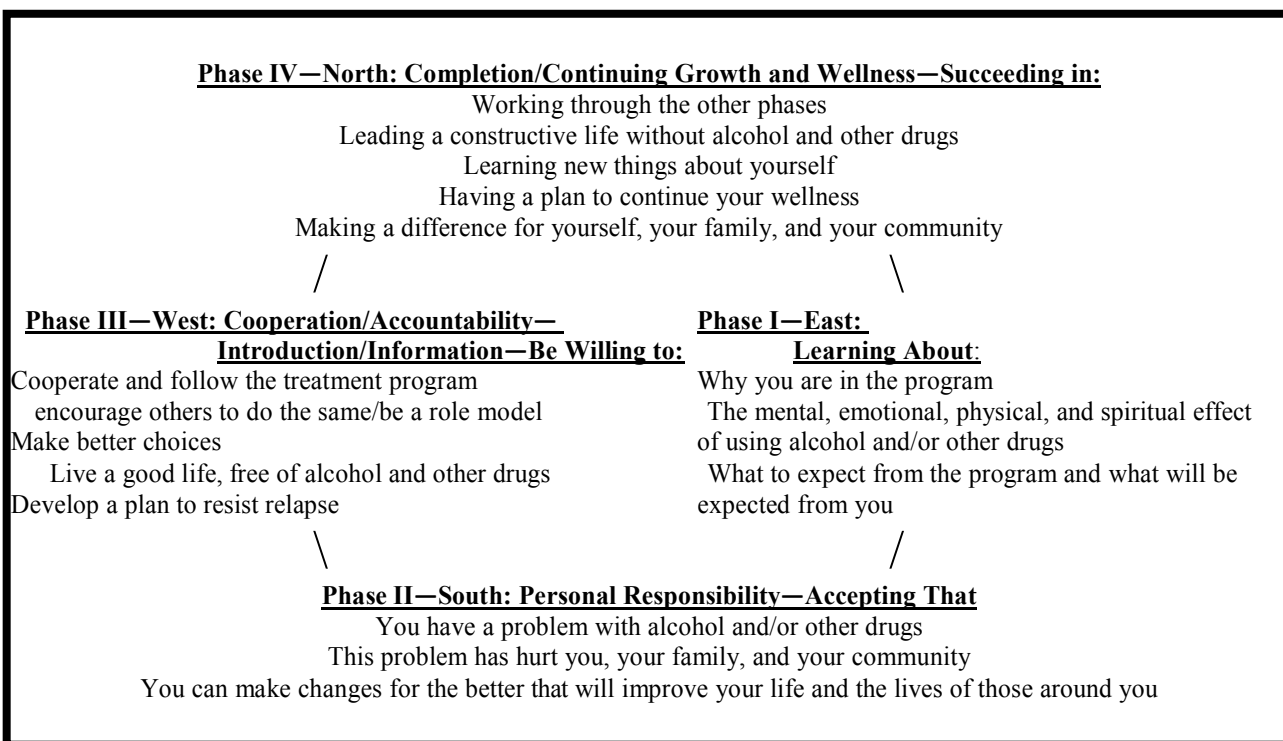 Phase IV—North: Completion/Continuing Growth and Wellness—Succeeding in:
Working through the other phases
Leading a constructive life without alcohol and other drugs
Learning new things about yourself
Having a plan to continue your wellness
Making a difference for yourself, your family, and your community
Phase III—West: Cooperation/Accountability—
Introduction/Information—Be Willing to:
Cooperate and follow the treatment program
encourage others to do the same/be a role model
Make better choices
Live a good life, free of alcohol and other drugs
Develop a plan to resist relapse
Phase I—East:
Learning About:
Why you are in the program
The mental, emotional, physical, and spiritual effect
of using alcohol and/or other drugs
What to expect from the program and what will be
expected from you
Phase II—South: Personal Responsibility—Accepting That
You have a problem with alcohol and/or other drugs
This problem has hurt you, your family, and your community
You can make changes for the better that will improve your life and the lives of those around you